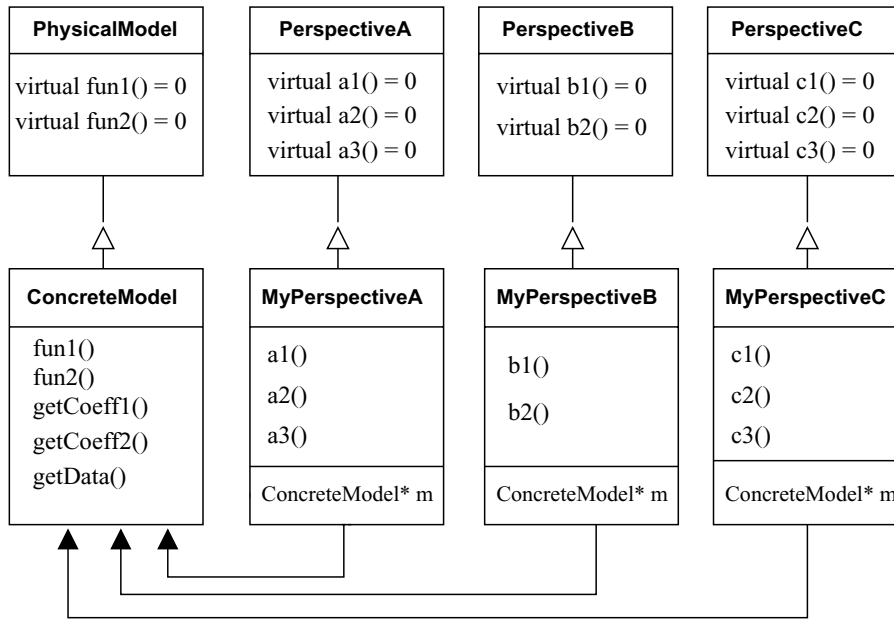 PhysicalModel
virtual fun1() = 0
virtual fun2() = 0
PerspectiveA
virtual a1() = 0
virtual a2() = 0
virtual a3() = 0
PerspectiveB
virtual b1() = 0
virtual b2() = 0
PerspectiveC
virtual c1() = 0
virtual c2() = 0
virtual c3() = 0
ConcreteModel
fun1()
fun2()
getCoeff1()
getCoeff2()
getData()
MyPerspectiveA
a1()
a2()
a3()
ConcreteModel* m
MyPerspectiveB
b1()
b2()
ConcreteModel* m
MyPerspectiveC
c1()
c2()
c3()
ConcreteModel* m